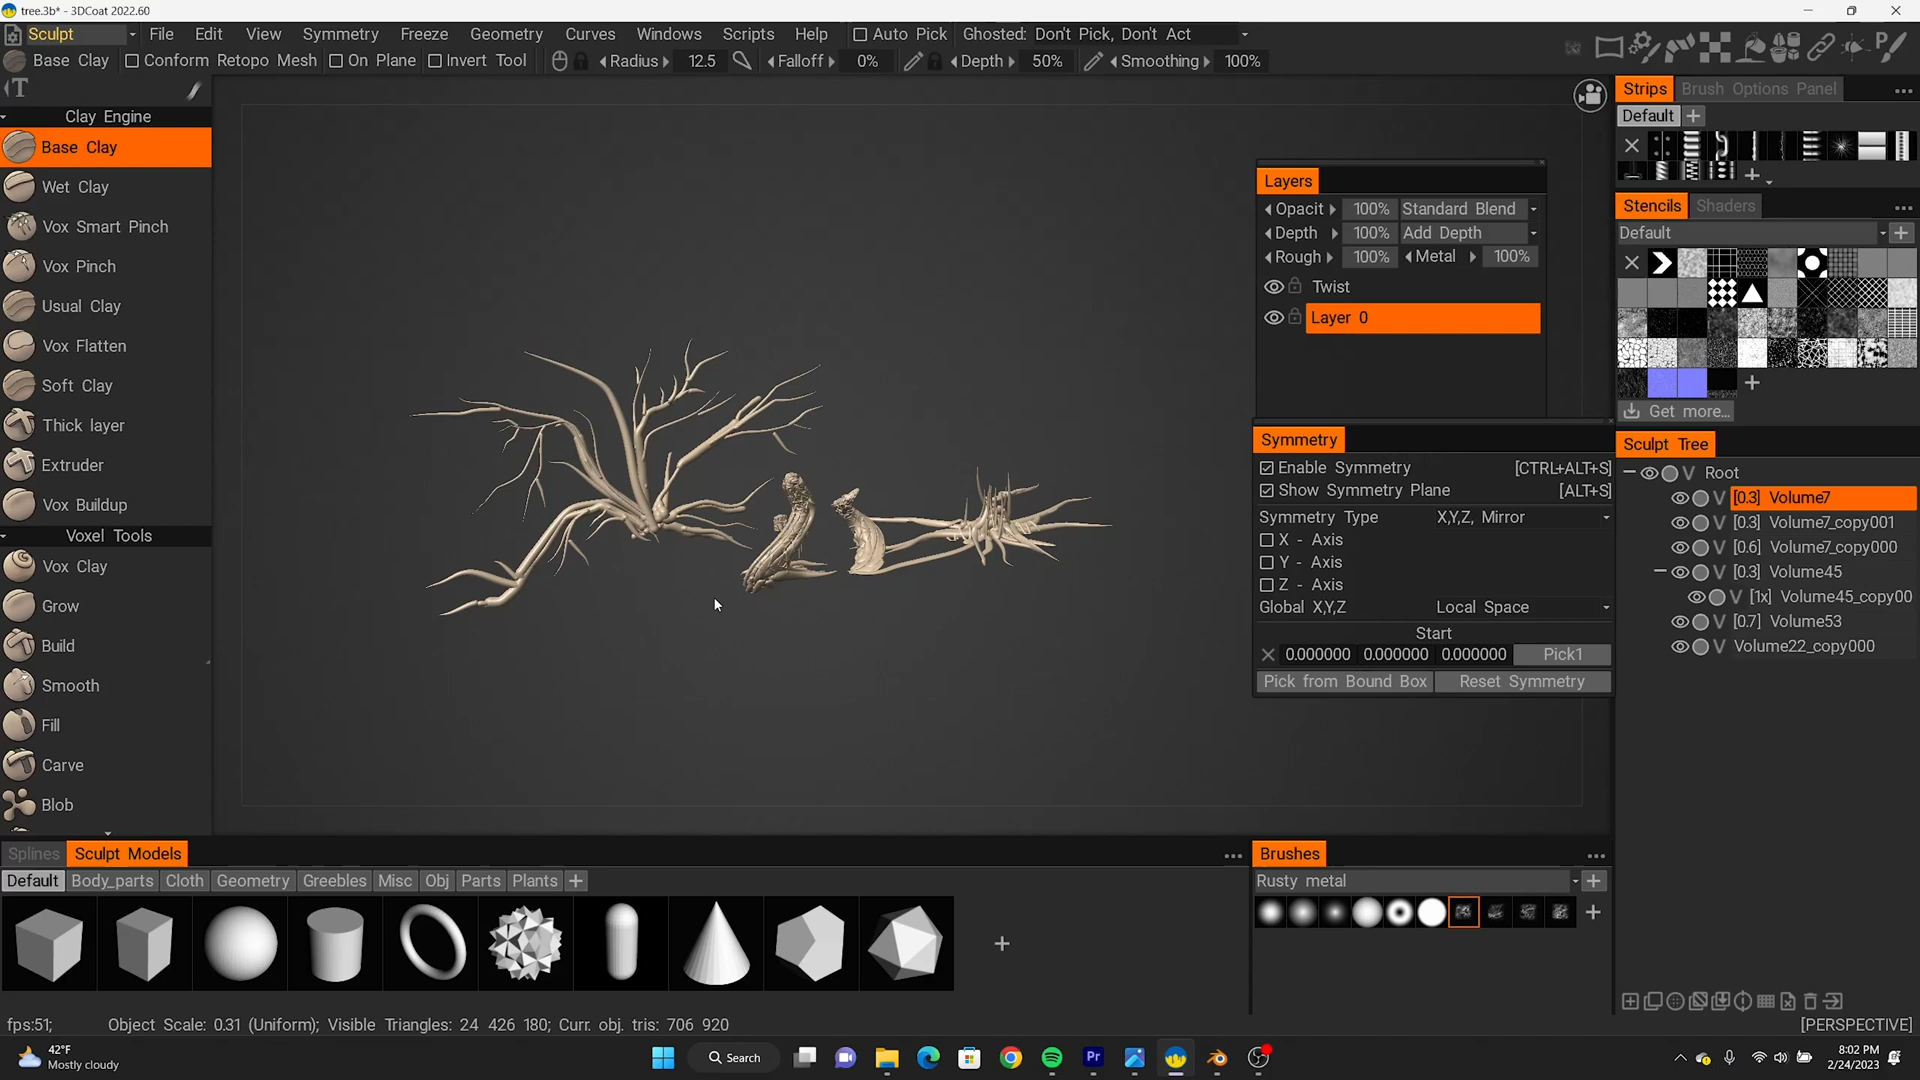 tree.3b* - 3DCoat 2022.60
Sculpt File Edit View Symmetry Freeze Geometry Curves Windows Scripts Help Auto Pick Ghosted: Don't Pick, Don't Act
Base Clay Conform Retopo Mesh On Plane Invert Tool Radius 12.5 Falloff 0% Depth 50% Smoothing 100%
T
Clay Engine
Base Clay
Wet Clay
Vox Smart Pinch
Vox Pinch
Usual Clay
Vox Flatten
Soft Clay
Thick layer
Extruder
Vox Buildup
Voxel Tools
Vox Clay
Grow
Build
Smooth
Fill
Carve
Blob
Layers
Opacit 100% Standard Blend
Depth 100% Add Depth
Rough 100% Metal 100%
Twist
Layer 0
Symmetry
Enable Symmetry [CTRL+ALT+S]
Show Symmetry Plane [ALT+S]
Symmetry Type X,Y,Z, Mirror
X - Axis
Y - Axis
Z - Axis
Global X,Y,Z Local Space
Start
0.000000 0.000000 0.000000 Pick1
Pick from Bound Box Reset Symmetry
Strips Brush Options Panel
Default
Stencils Shaders
Default
Get more...
Sculpt Tree
V Root
V [0.3] Volume7
V [0.3] Volume7_copy001
V [0.6] Volume7_copy000
V [0.3] Volume45
V [1x] Volume45_copy00
V [0.7] Volume53
V Volume22_copy000
Splines Sculpt Models
Default Body_parts Cloth Geometry Greebles Misc Obj Parts Plants
Brushes
Rusty metal
fps:51; Object Scale: 0.31 (Uniform); Visible Triangles: 24 426 180; Curr. obj. tris: 706 920
[PERSPECTIVE]
42°F
Mostly cloudy
Search
Pr
8:02 PM
2/24/2023